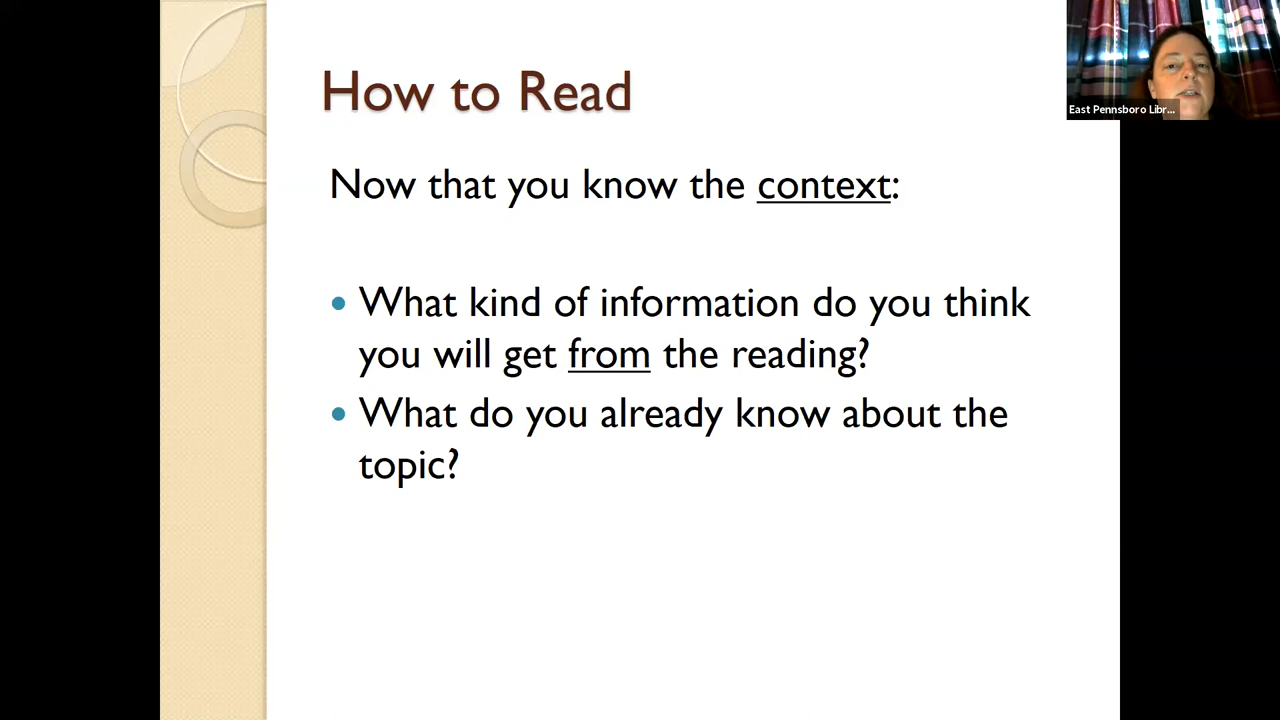 How to Read
East Pennsboro Libr...
Now that you know the context:
• What kind of information do you think
you will get from the reading?
• What do you already know about the
topic?